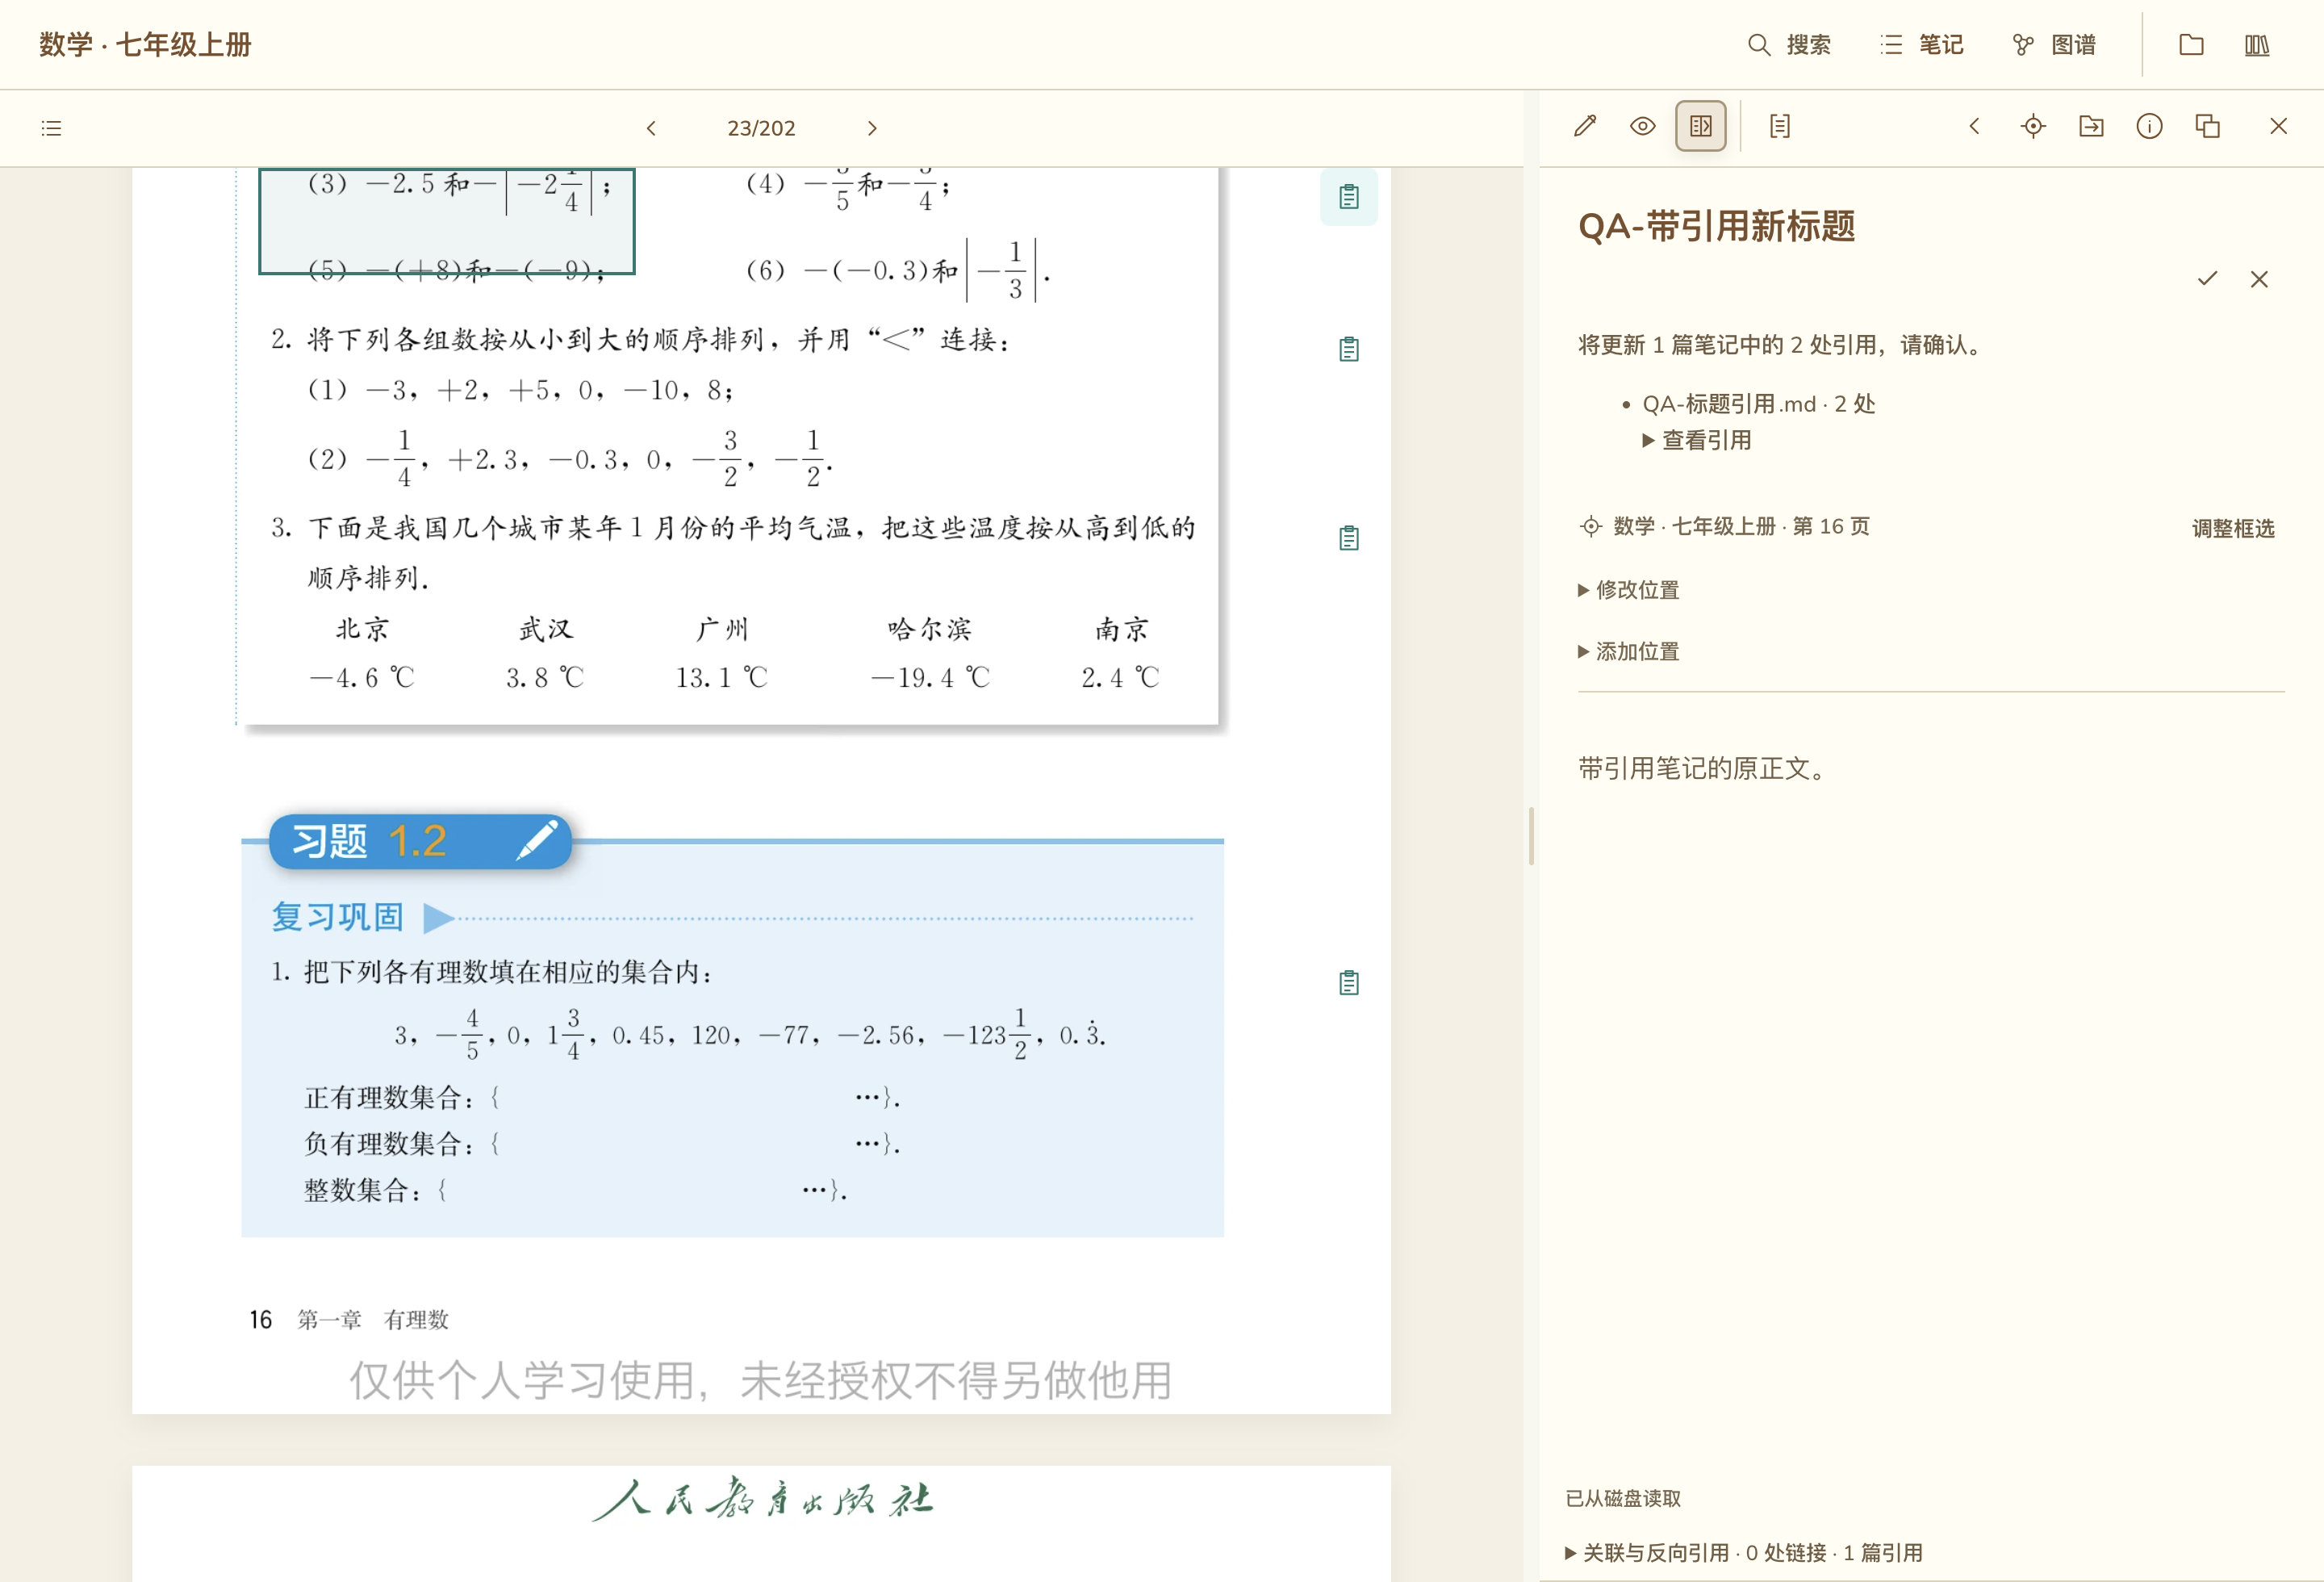 数学 · 七年级上册
搜索 笔记 图谱
23/202
(3) －2.5 和－|－2 /4|；
(4) － /5和－ /4；
(5) －(＋8)和－(－9)；
(6) －(－0.3)和|－1/3|.
2. 将下列各组数按从小到大的顺序排列，并用“＜”连接：
(1) －3，＋2，＋5，0，－10，8；
(2) －1/4，＋2.3，－0.3，0，－3/2，－1/2.
3. 下面是我国几个城市某年 1 月份的平均气温，把这些温度按从高到低的
顺序排列.
北京 武汉 广州 哈尔滨 南京
－4.6 ℃ 3.8 ℃ 13.1 ℃ －19.4 ℃ 2.4 ℃
习题 1.2
复习巩固
1. 把下列各有理数填在相应的集合内：
3，－4/5，0，1 3/4，0.45，120，－77，－2.56，－123 1/2，0.3̇.
正有理数集合：{ …}.
负有理数集合：{ …}.
整数集合：{ …}.
16 第一章 有理数
仅供个人学习使用，未经授权不得另做他用
人民教育出版社
QA-带引用新标题
将更新 1 篇笔记中的 2 处引用，请确认。
• QA-标题引用.md · 2 处
▶ 查看引用
数学 · 七年级上册 · 第 16 页
调整框选
▶ 修改位置
▶ 添加位置
带引用笔记的原正文。
已从磁盘读取
▶ 关联与反向引用 · 0 处链接 · 1 篇引用